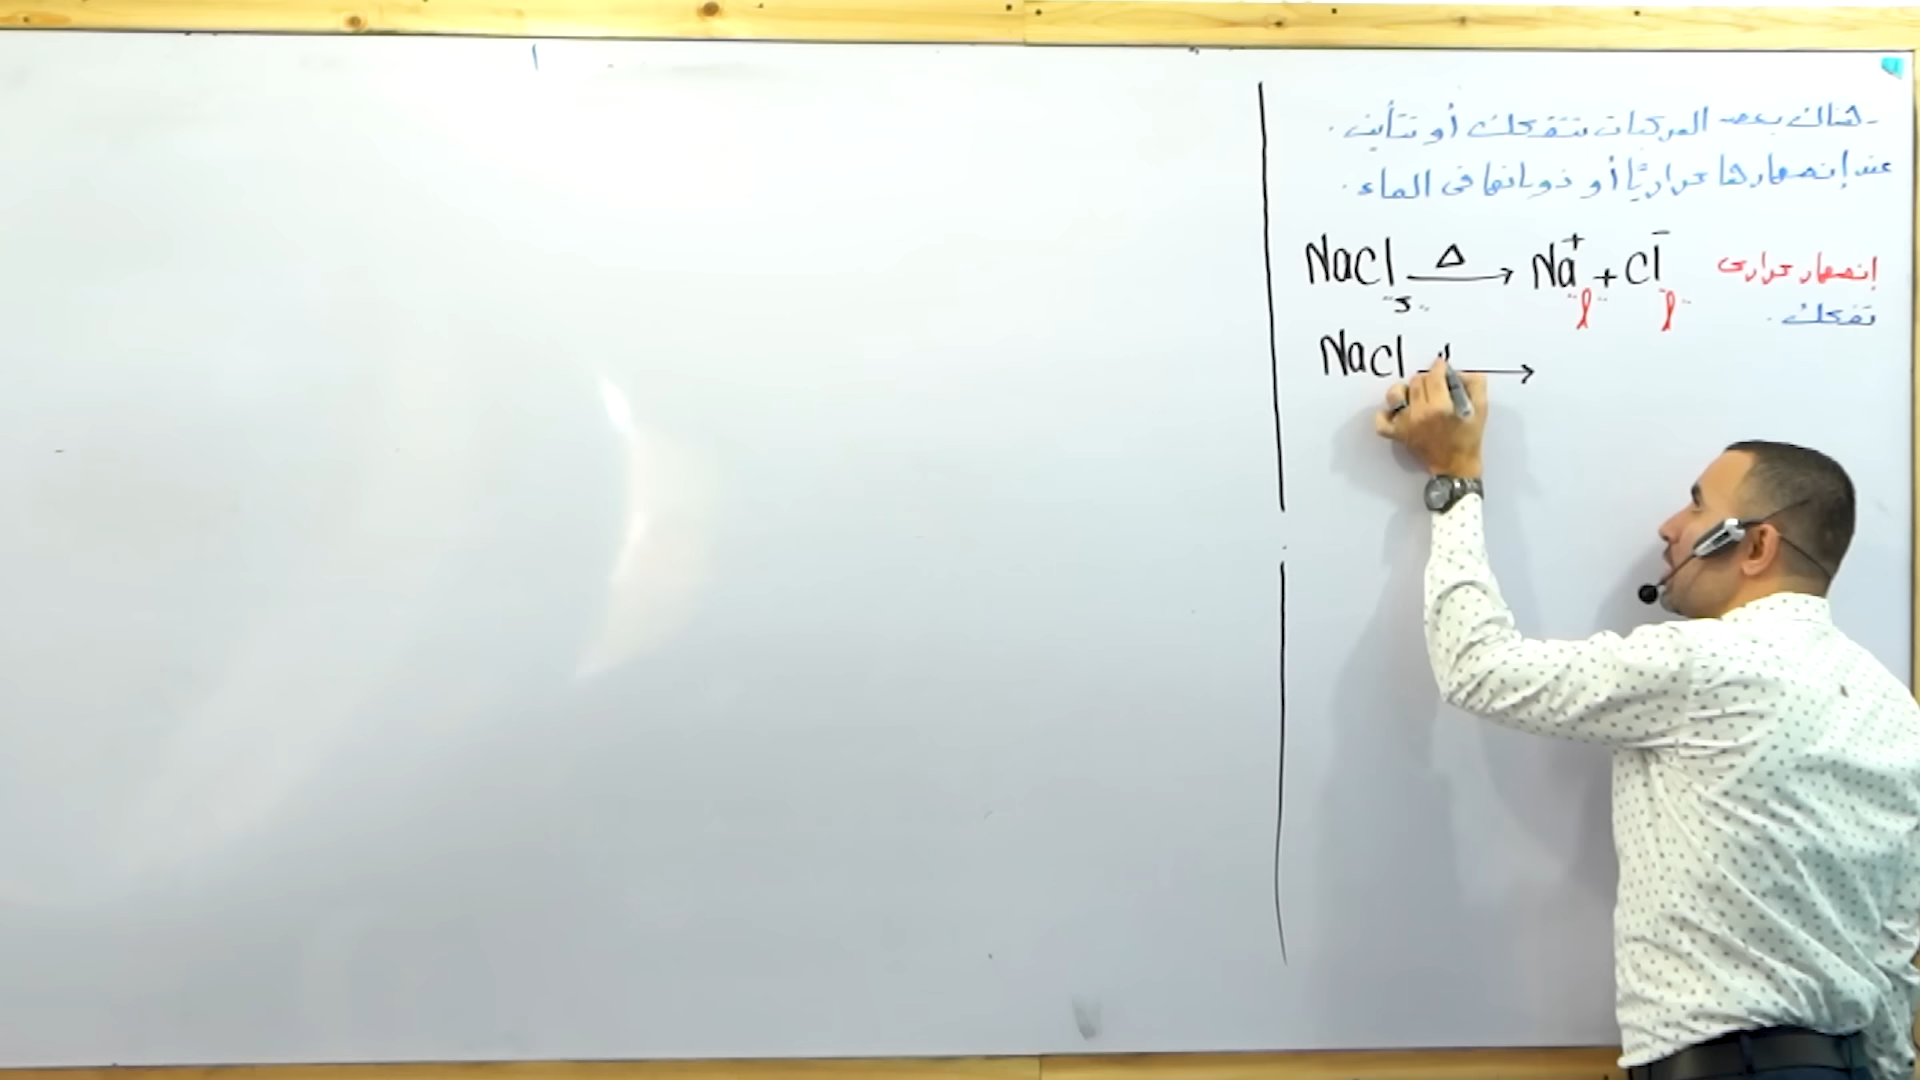 - هناك بعض المركبات تتفكك أو تتأين.
عند إنصهارها حراريًا أو ذوبانها فى الماء.
NaCl "s" —Δ→ Na⁺ "l" + Cl⁻ "l" إنصهار حرارى
تفكك.
NaCl →